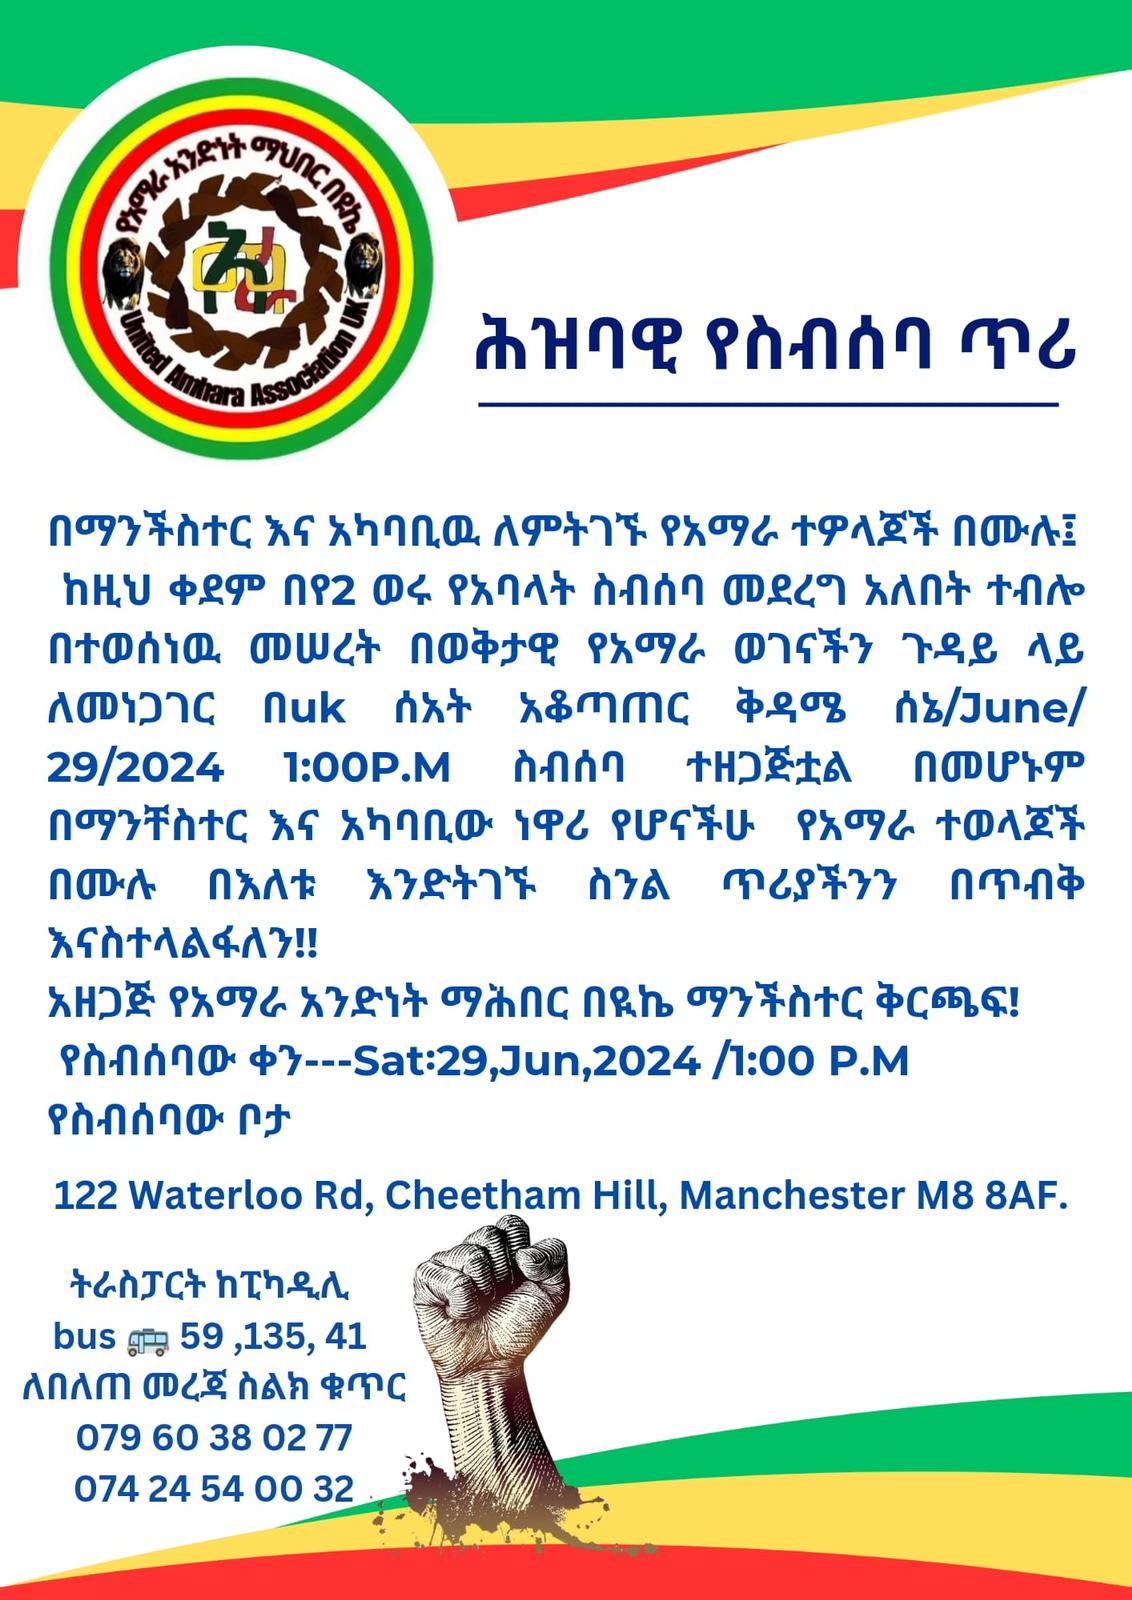 የአማራ አንድነት ማህበር በዩኬ
አማራ
United Amhara Association UK
ሕዝባዊ የስብሰባ ጥሪ
በማንችስተር እና አካባቢዉ ለምትገኙ የአማራ ተዎላጆች በሙሉ፤
ከዚህ ቀደም በየ2 ወሩ የአባላት ስብሰባ መደረግ አለበት ተብሎ
በተወሰነዉ መሠረት በወቅታዊ የአማራ ወገናችን ጉዳይ ላይ
ለመነጋገር በuk ሰአት አቆጣጠር ቅዳሜ ሰኔ/June/
29/2024 1:00P.M ስብሰባ ተዘጋጅቷል በመሆኑም
በማንቸስተር እና አካባቢው ነዋሪ የሆናችሁ የአማራ ተወላጆች
በሙሉ በእለቱ እንድትገኙ ስንል ጥሪያችንን በጥብቅ
እናስተላልፋለን!!
አዘጋጅ የአማራ አንድነት ማሕበር በዪኬ ማንችስተር ቅርጫፍ!
የስብሰባው ቀን---Sat፡29,Jun,2024 /1:00 P.M
የስብሰባው ቦታ
122 Waterloo Rd, Cheetham Hill, Manchester M8 8AF.
ትራስፓርት ከፒካዲሊ
bus 🚌 59 ,135, 41
ለበለጠ መረጃ ስልክ ቁጥር
079 60 38 02 77
074 24 54 00 32